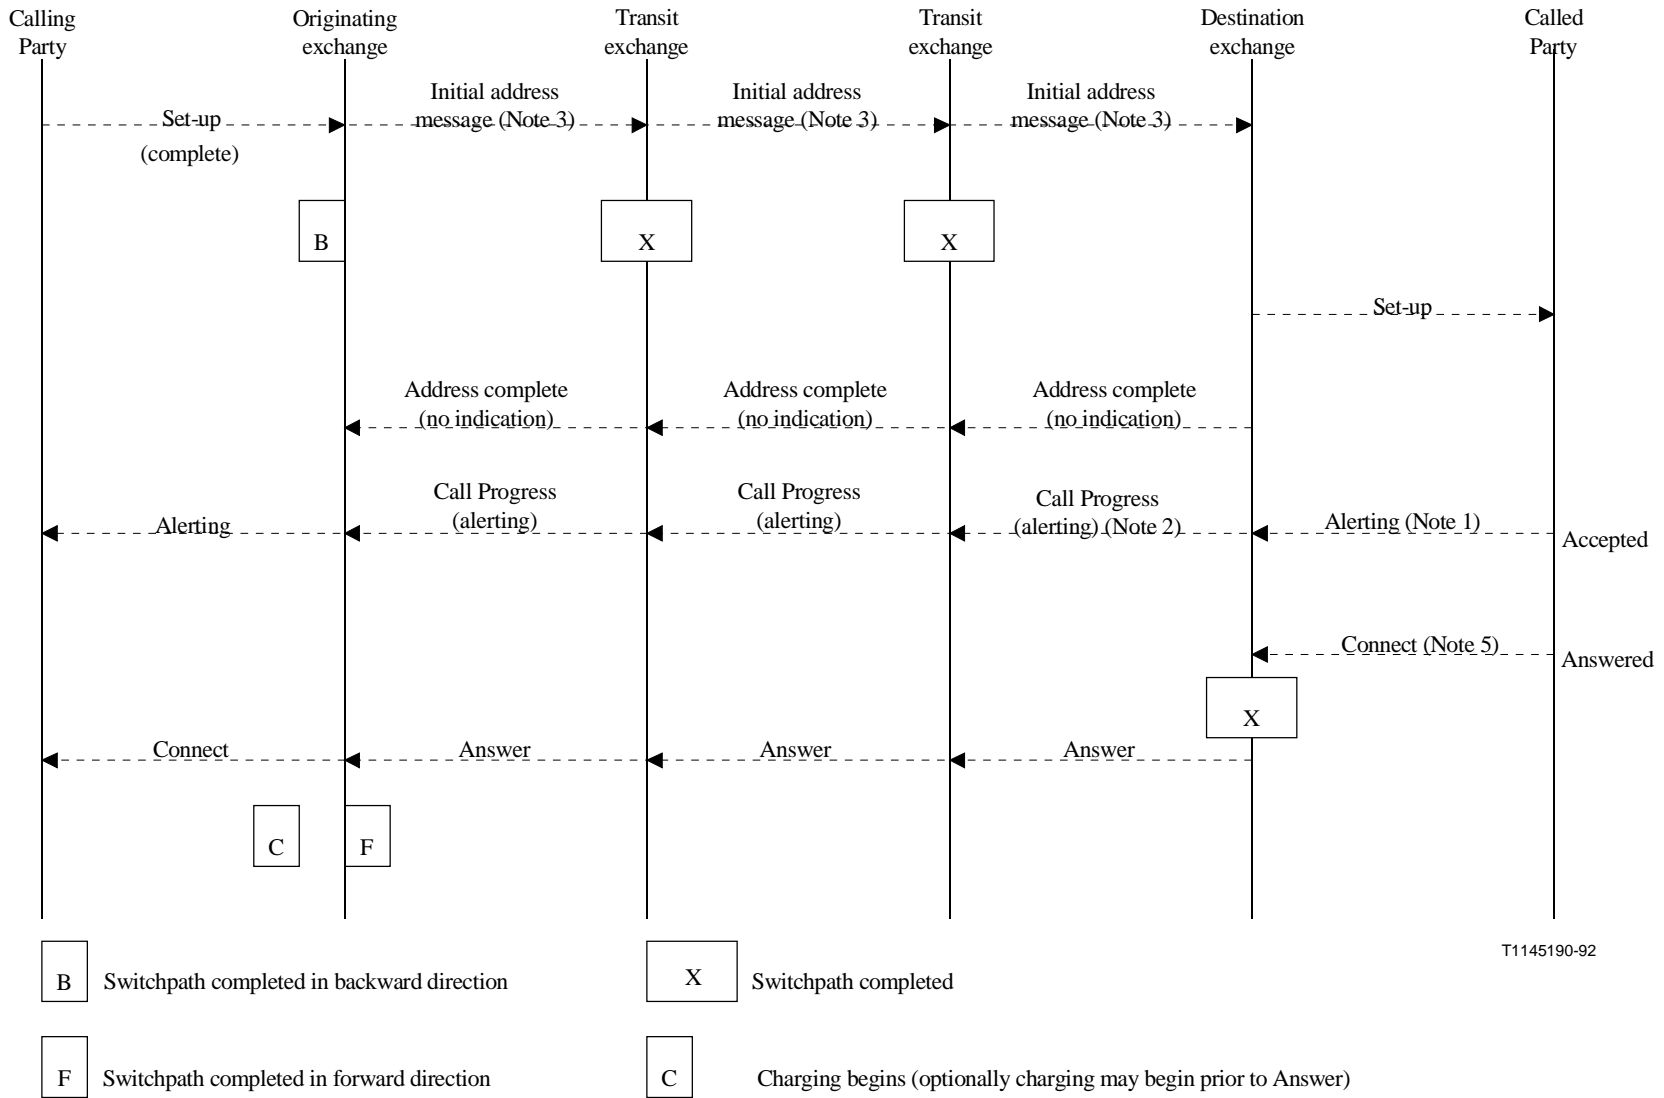 Calling
Party
Originating
exchange
Transit
exchange
Transit
exchange
Destination
exchange
Called
Party
Set-up
(complete)
Initial address
message (Note 3)
Initial address
message (Note 3)
Initial address
message (Note 3)
B
X
X
Set-up
Address complete
(no indication)
Address complete
(no indication)
Address complete
(no indication)
Alerting
Call Progress
(alerting)
Call Progress
(alerting)
Call Progress
(alerting) (Note 2)
Alerting (Note 1)
Accepted
Connect (Note 5)
Answered
X
Connect
Answer
Answer
Answer
C
F
T1145190-92
B Switchpath completed in backward direction
X Switchpath completed
F Switchpath completed in forward direction
C Charging begins (optionally charging may begin prior to Answer)